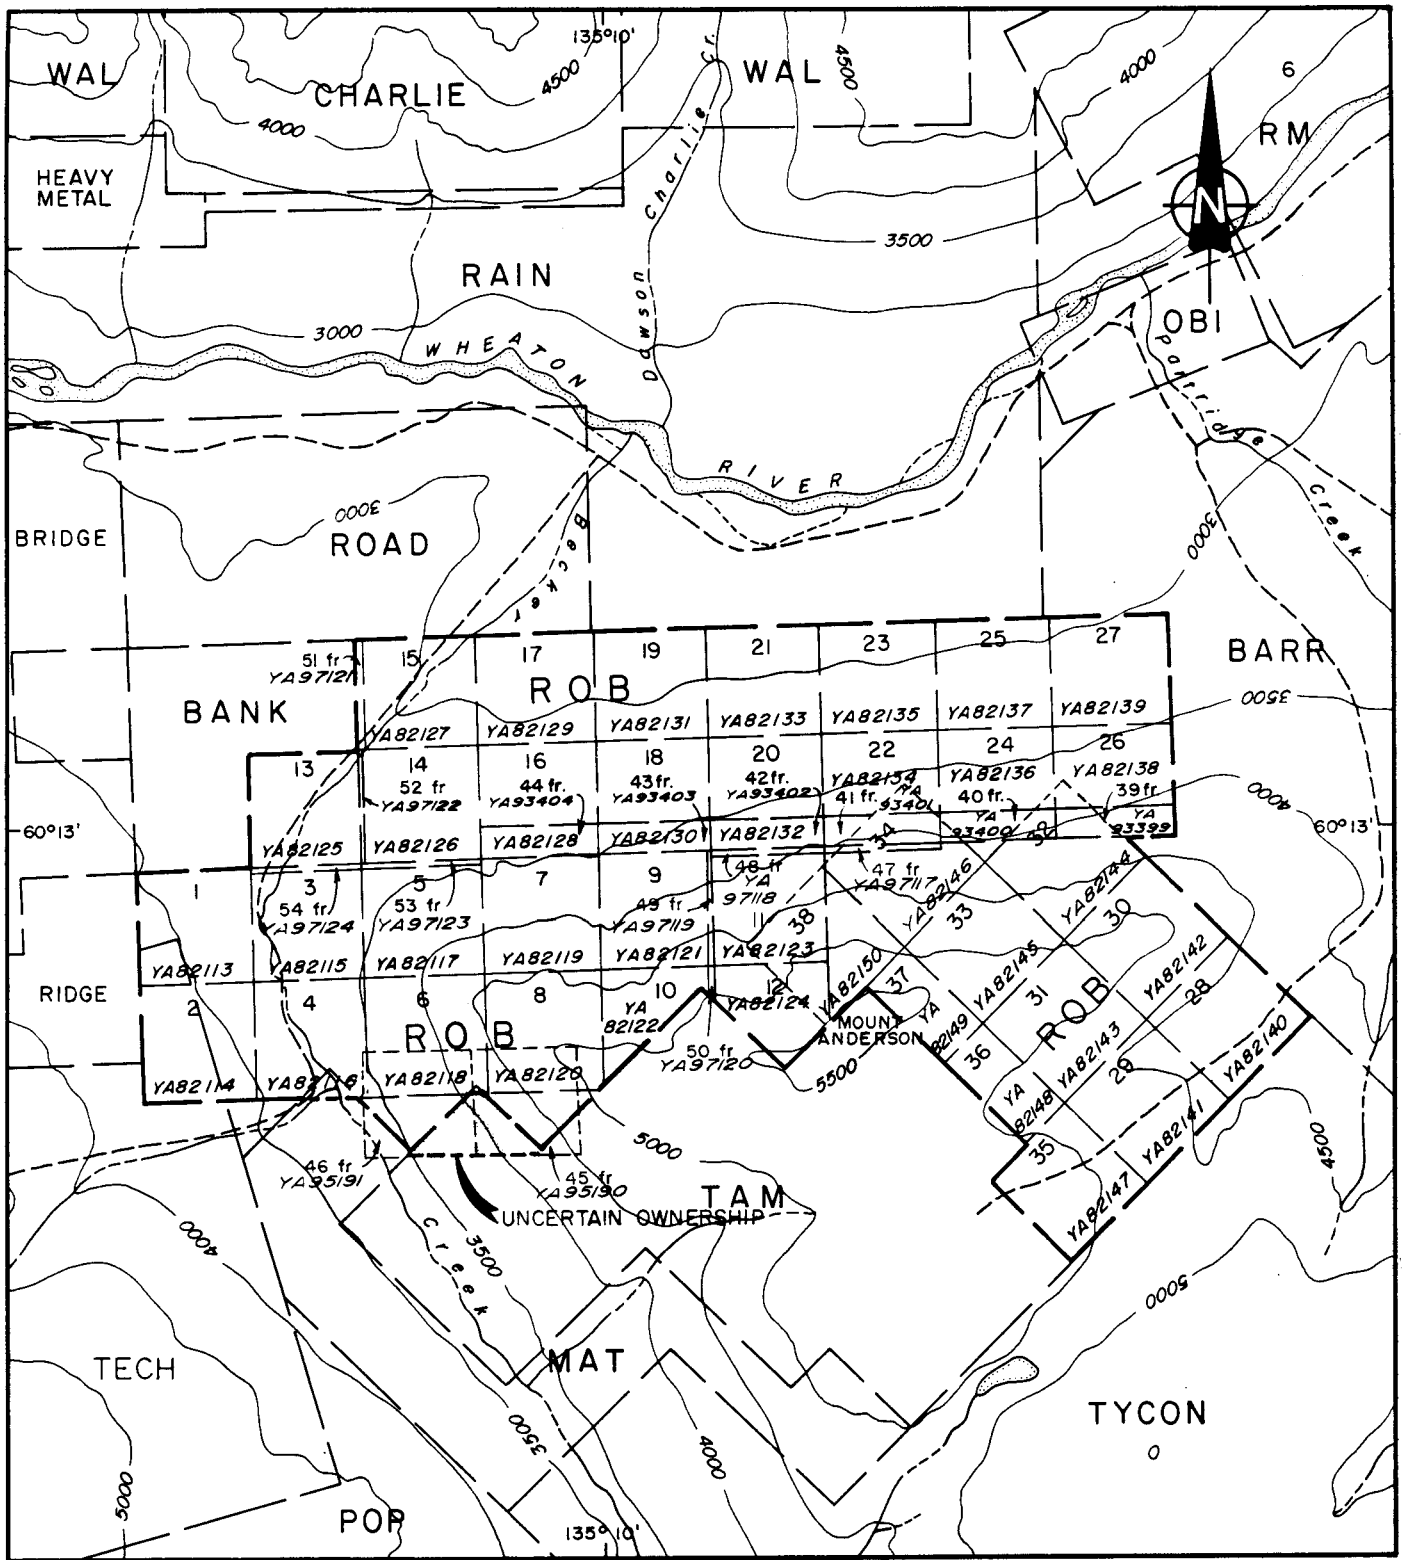 135°10'
WAL
CHARLIE
4500
4000
Cr.
WAL
4500
4000
6
RM
HEAVY
METAL
Charlie
N
3500
RAIN
Dawson
3000
WHEATON
OBI
Partridge
RIVER
Creek
3000
3000
BRIDGE
ROAD
Becker
BARR
51 fr
YA97121
15
17
19
21
23
25
27
BANK
ROB
3500
YA82127
YA82129
YA82131
YA82133
YA82135
YA82137
YA82139
13
14
16
18
20
22
24
26
52 fr
YA97122
44 fr.
YA93404
43 fr.
YA93403
42 fr.
YA93402
YA82134
41 fr.
YA
93401
YA82136
40 fr.
YA
93400
YA82138
39 fr
YA
93399
4000
60°13'
60°13'
YA82125
YA82126
YA82128
YA82130
YA82132
34
32
1
3
5
7
9
48 fr
YA
97118
47 fr
YA97117
YA82146
YA82144
54 fr
YA97124
53 fr
YA97123
49 fr
YA97119
11
38
33
30
YA82113
YA82115
YA82117
YA82119
YA82121
YA82123
YA82150
37
YA82145
YA82142
RIDGE
2
4
6
8
10
12
YA
82122
YA82124
YA
82149
31
ROB
28
ROB
MOUNT
ANDERSON
36
YA82143
YA82140
YA82114
YA82116
YA82118
YA82120
50 fr
YA97120
5500
YA
82148
29
YA82141
5000
4500
35
46 fr
YA95191
45 fr
YA95190
TAM
YA82147
UNCERTAIN OWNERSHIP
4000
Creek
3500
5000
MAT
TECH
TYCON
3500
4000
5000
POP
135° 10'